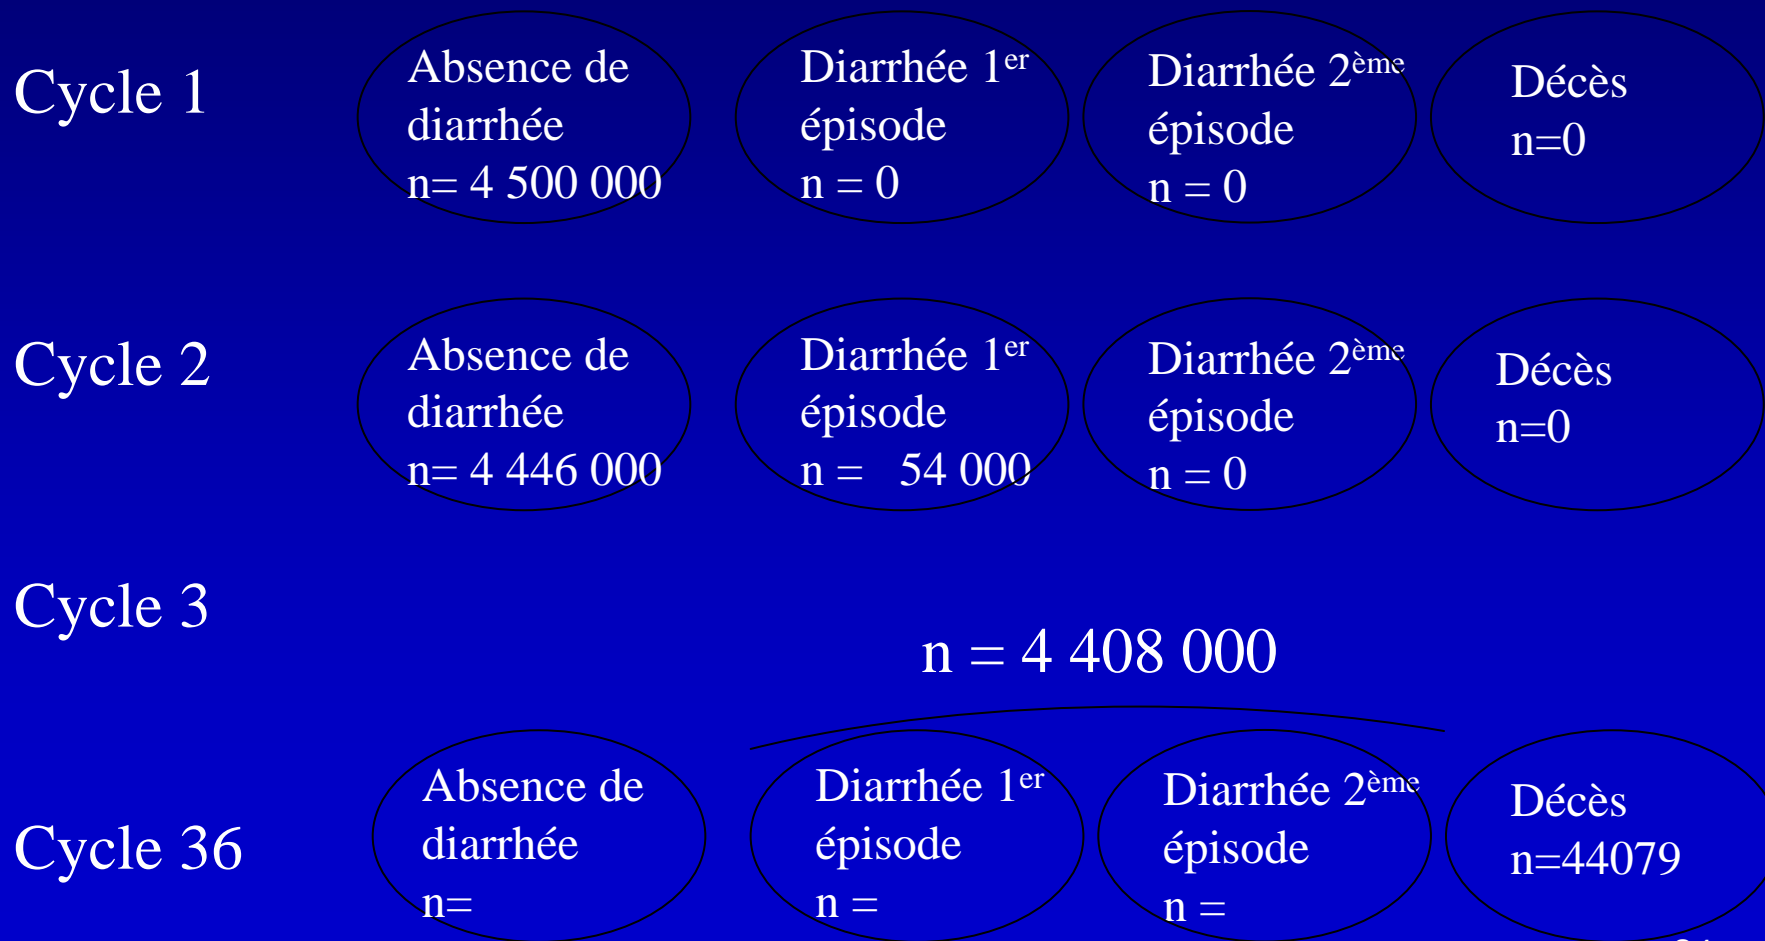 Cycle 1
Absence de
diarrhée
n= 4 500 000
Diarrhée 1er
épisode
n = 0
Diarrhée 2ème
épisode
n = 0
Décès
n=0
Cycle 2
Absence de
diarrhée
n= 4 446 000
Diarrhée 1er
épisode
n = 54 000
Diarrhée 2ème
épisode
n = 0
Décès
n=0
Cycle 3
n = 4 408 000
Cycle 36
Absence de
diarrhée
n=
Diarrhée 1er
épisode
n =
Diarrhée 2ème
épisode
n =
Décès
n=44079